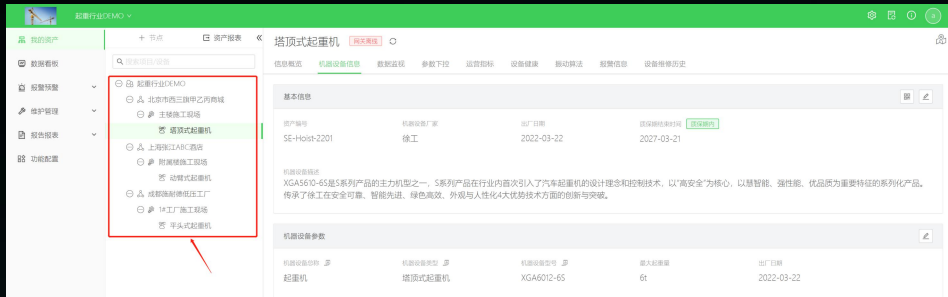 起重行业DEMO
我的资产
数据看板
报警预警
维护管理
报告报表
功能配置
+ 节点
资产报表
搜索项目/设备
起重行业DEMO
北京市西三旗甲乙丙商城
主楼施工现场
塔顶式起重机
上海张江ABC酒店
附属楼施工现场
动臂式起重机
成都施耐德低压工厂
1#工厂施工现场
平头式起重机
塔顶式起重机 网关离线
信息概览 机器设备信息 数据监视 参数下控 运营指标 设备健康 振动算法 报警信息 设备维修历史
基本信息
资产编号 机器设备厂家 出厂日期 质保期结束时间 质保期内
SE-Hoist-2201 徐工 2022-03-22 2027-03-21
机器设备描述
XGA5610-6S是S系列产品的主力机型之一，S系列产品在行业内首次引入了汽车起重机的设计理念和控制技术，以"高安全"为核心，以慧智能、强性能、优品质为重要特征的系列化产品。
传承了徐工在安全可靠、智能先进、绿色高效、外观与人性化4大优势技术方面的创新与突破。
机器设备参数
机器设备名称 机器设备类型 机器设备型号 最大起重量 出厂日期
起重机 塔顶式起重机 XGA6012-6S 6t 2022-03-22